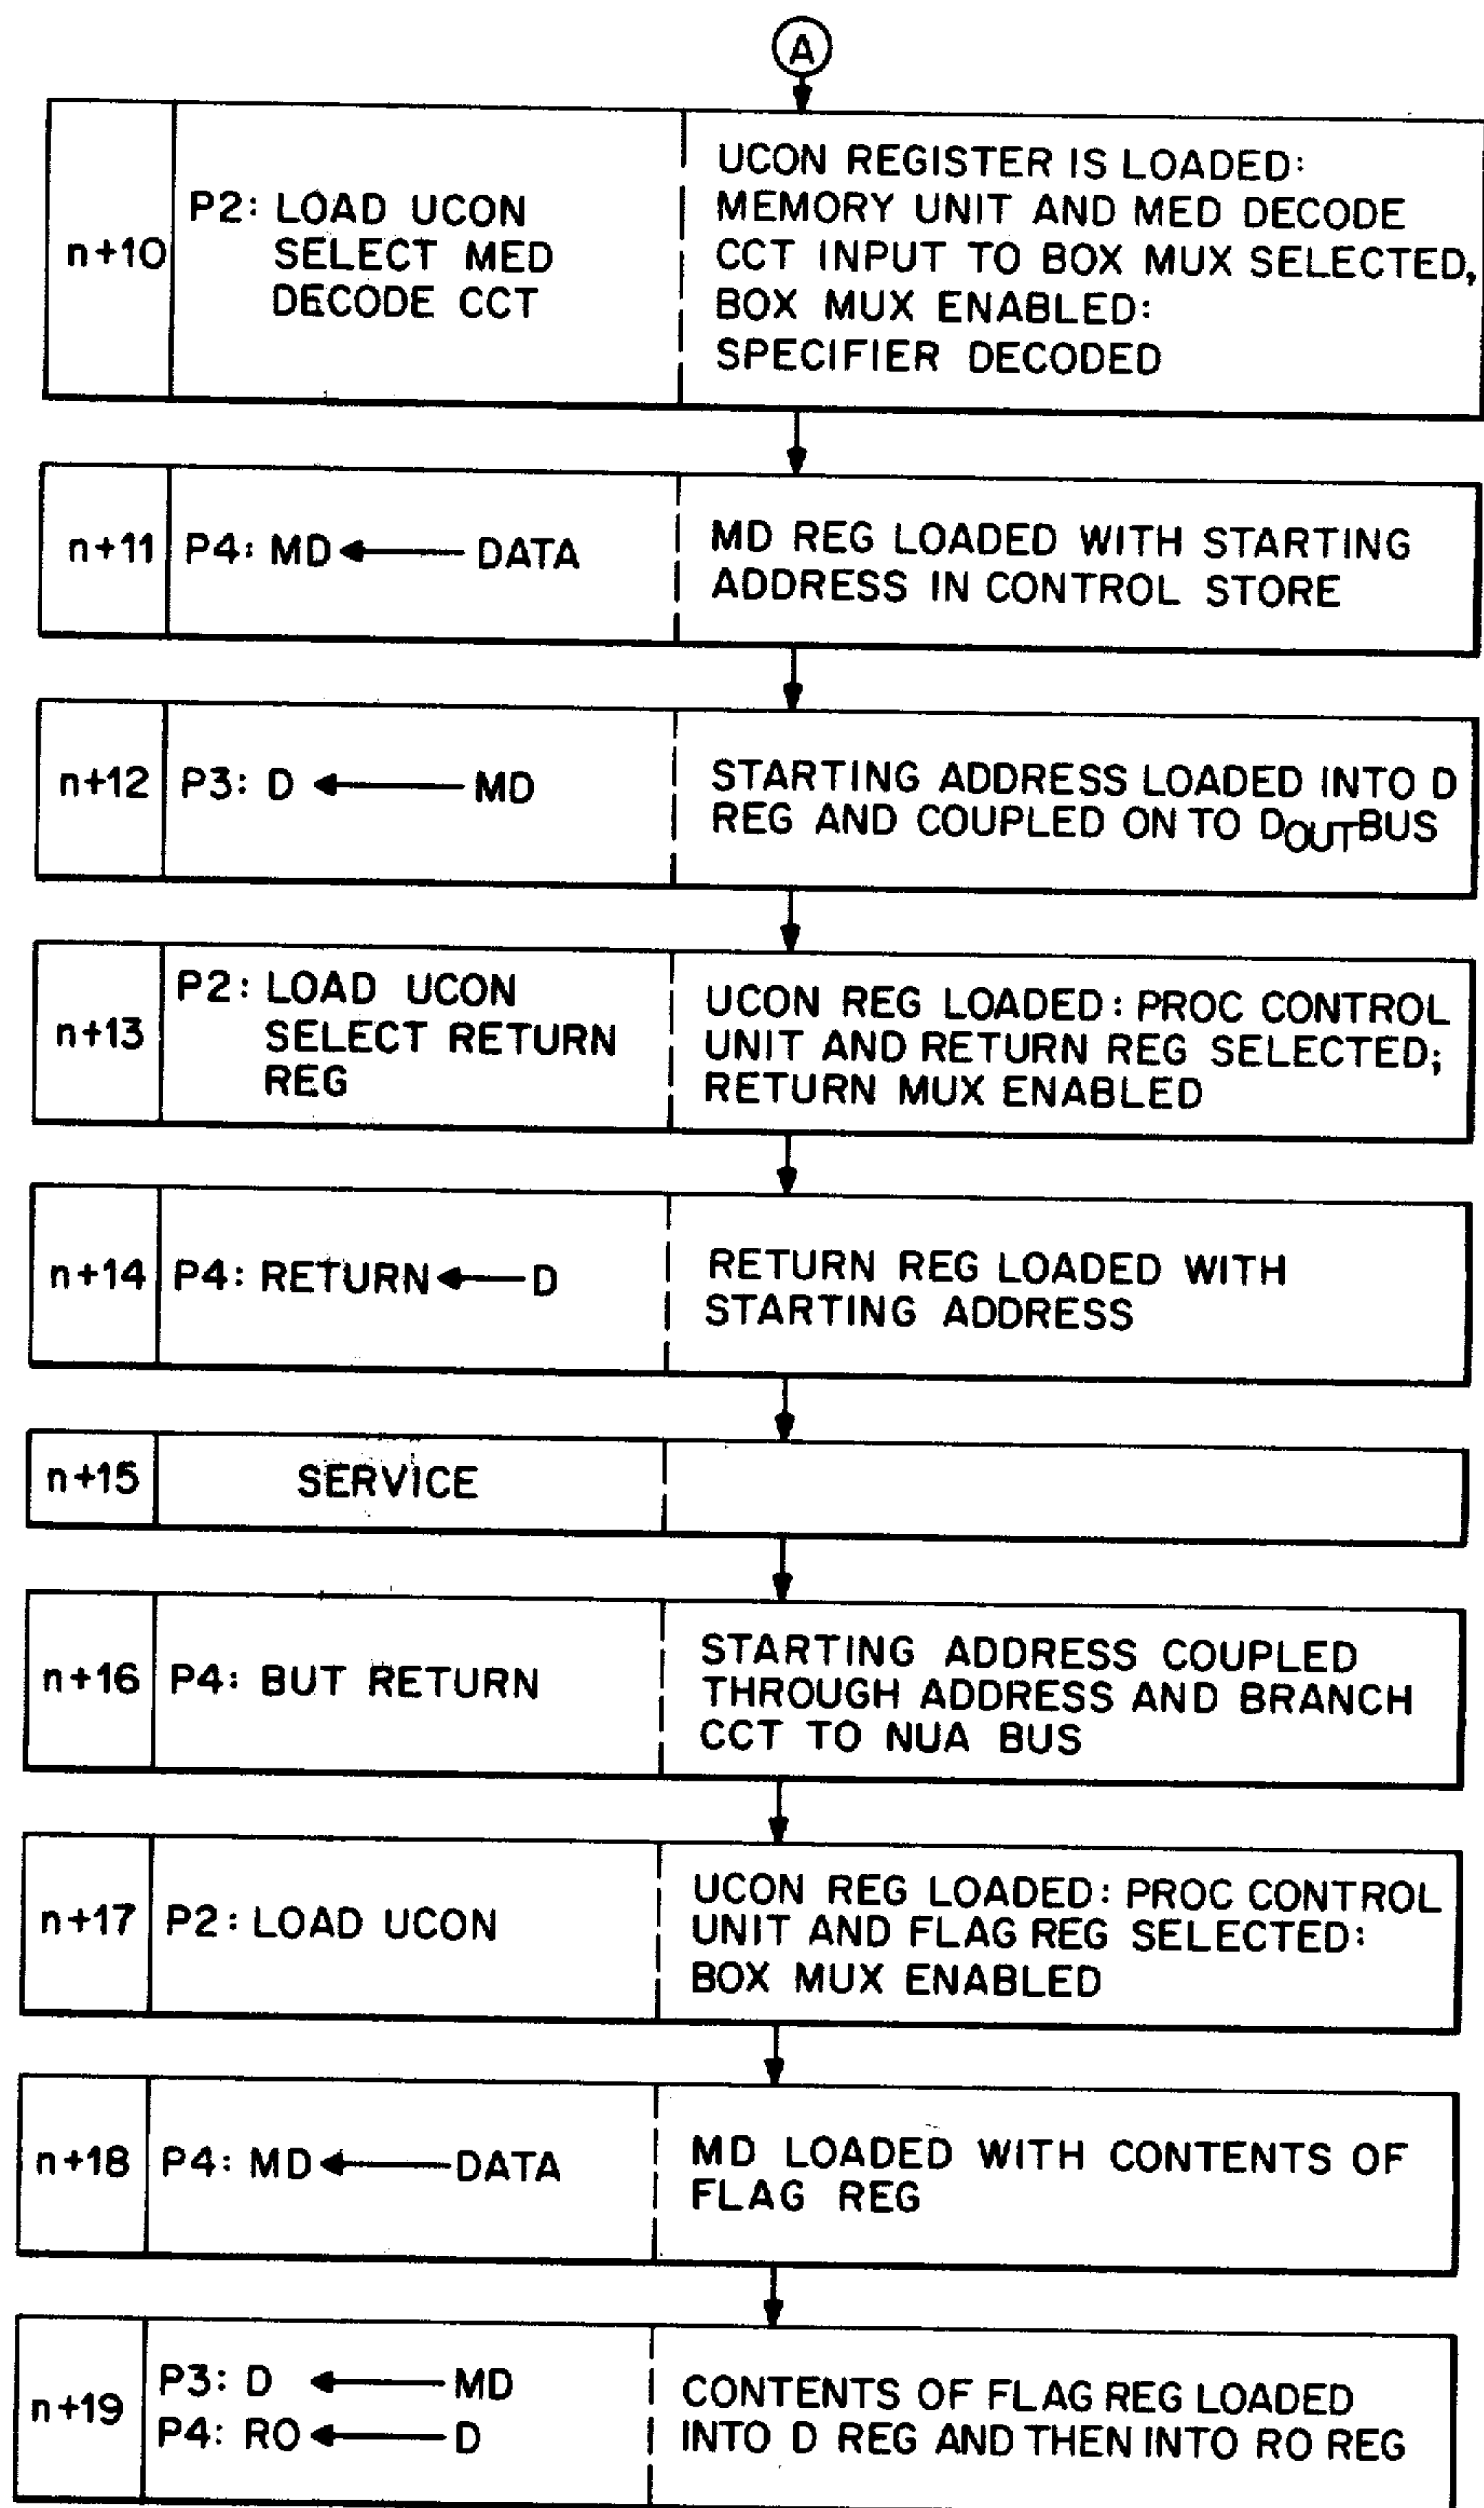 A
n+10
P2: LOAD UCON
SELECT MED
DECODE CCT
UCON REGISTER IS LOADED:
MEMORY UNIT AND MED DECODE
CCT INPUT TO BOX MUX SELECTED,
BOX MUX ENABLED:
SPECIFIER DECODED
n+11
P4: MD ← DATA
MD REG LOADED WITH STARTING
ADDRESS IN CONTROL STORE
n+12
P3: D ← MD
STARTING ADDRESS LOADED INTO D
REG AND COUPLED ON TO DOUT BUS
n+13
P2: LOAD UCON
SELECT RETURN
REG
UCON REG LOADED: PROC CONTROL
UNIT AND RETURN REG SELECTED;
RETURN MUX ENABLED
n+14
P4: RETURN ← D
RETURN REG LOADED WITH
STARTING ADDRESS
n+15
SERVICE
n+16
P4: BUT RETURN
STARTING ADDRESS COUPLED
THROUGH ADDRESS AND BRANCH
CCT TO NUA BUS
n+17
P2: LOAD UCON
UCON REG LOADED: PROC CONTROL
UNIT AND FLAG REG SELECTED:
BOX MUX ENABLED
n+18
P4: MD ← DATA
MD LOADED WITH CONTENTS OF
FLAG REG
n+19
P3: D ← MD
P4: RO ← D
CONTENTS OF FLAG REG LOADED
INTO D REG AND THEN INTO RO REG